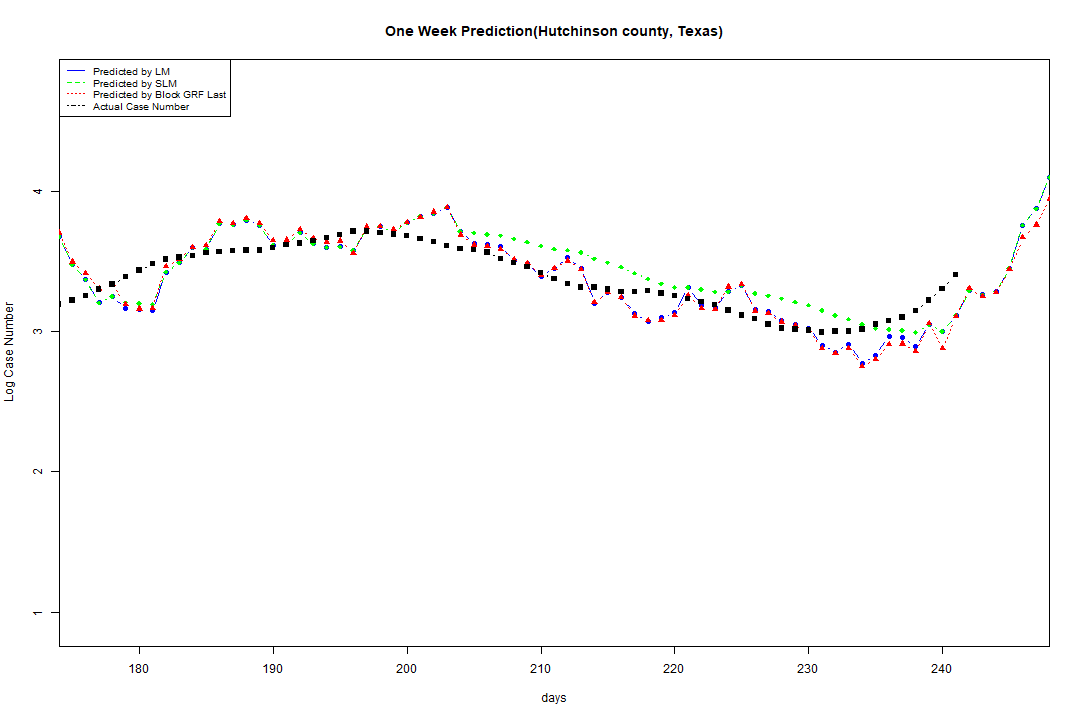 One Week Prediction(Hutchinson county, Texas)
Predicted by LM
Predicted by SLM
Predicted by Block GRF Last
Actual Case Number
4
3
2
1
Log Case Number
180 190 200 210 220 230 240
days